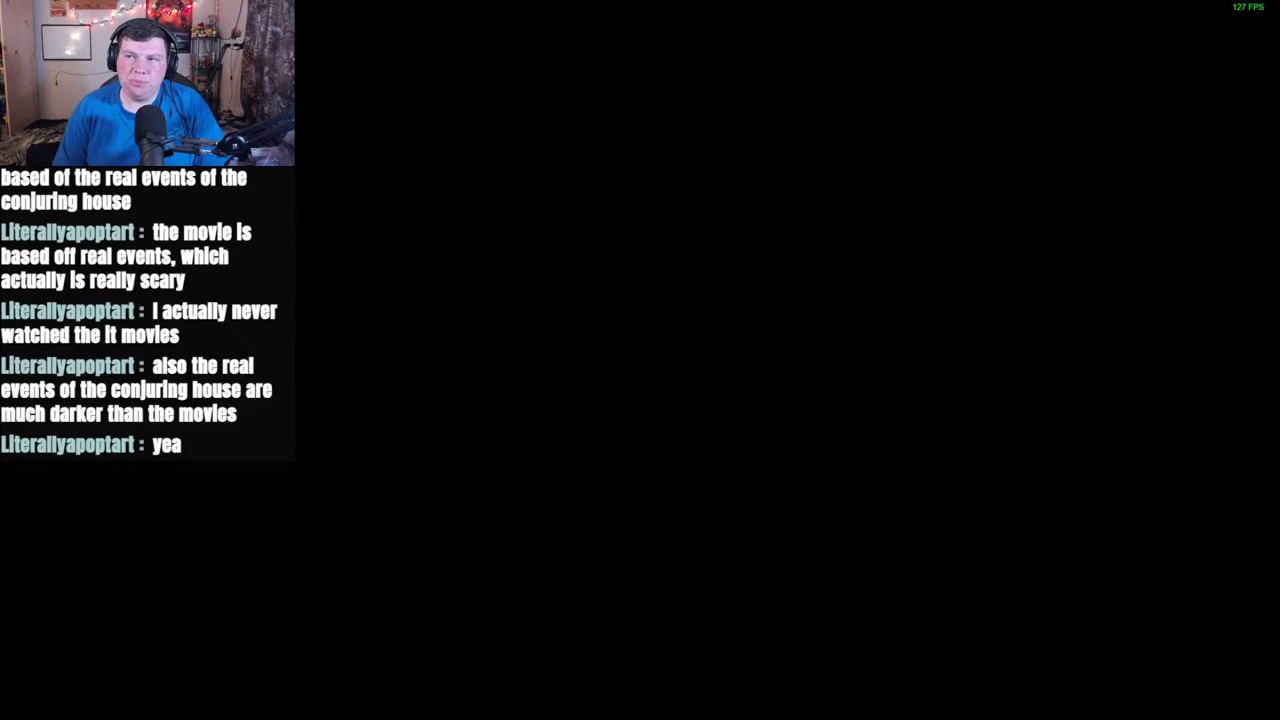 127 FPS
based of the real events of the
conjuring house
Literallyapoptart : the movie is
based off real events, which
actually is really scary
Literallyapoptart : I actually never
watched the it movies
Literallyapoptart : also the real
events of the conjuring house are
much darker than the movies
Literallyapoptart : yea